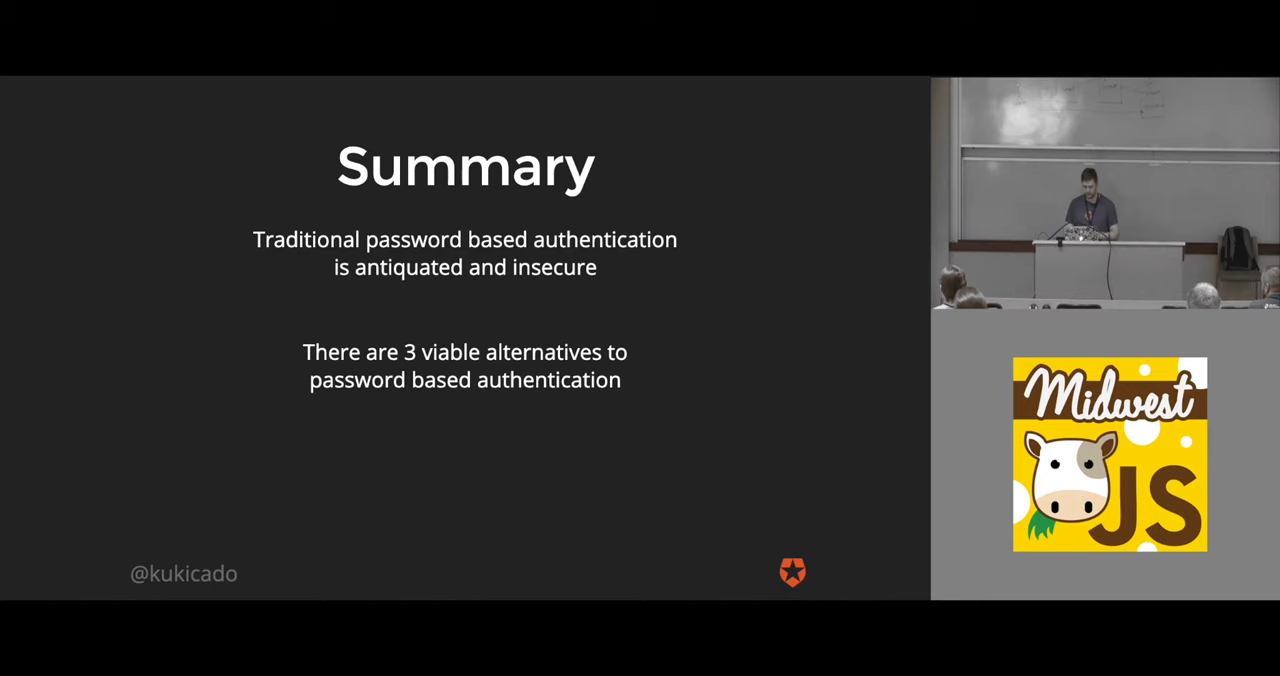 Summary
Traditional password based authentication
is antiquated and insecure
There are 3 viable alternatives to
password based authentication
@kukicado
Midwest
JS